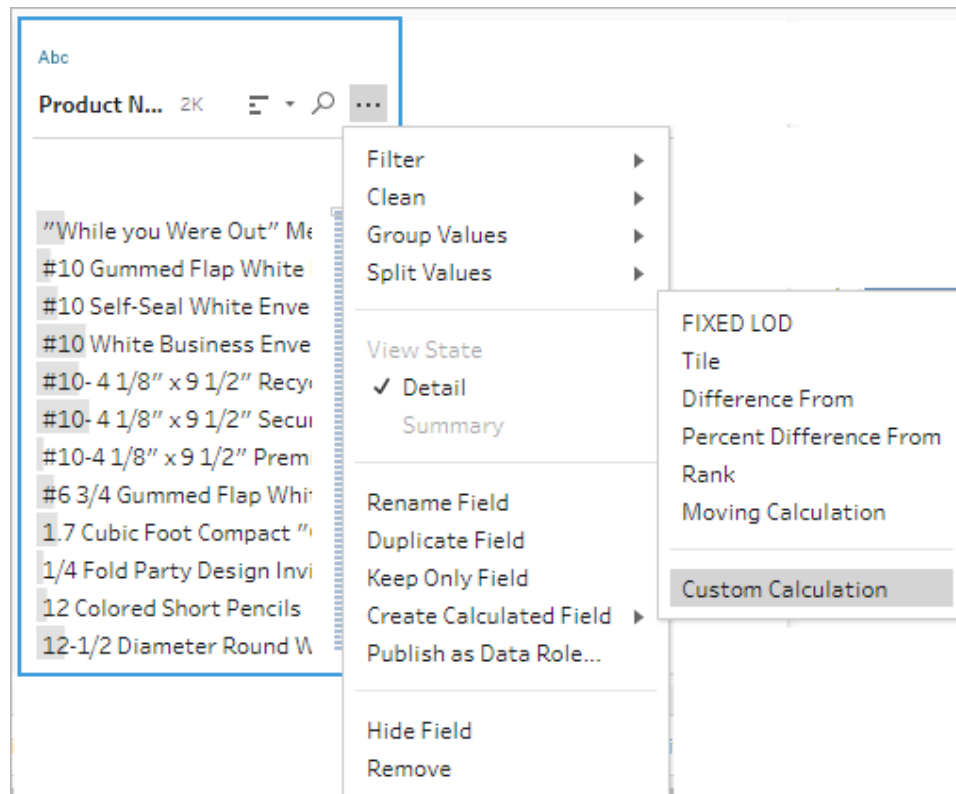 Abc
Product N... 2K
"While you Were Out" Me
#10 Gummed Flap White
#10 Self-Seal White Enve
#10 White Business Enve
#10- 4 1/8" x 9 1/2" Recy
#10- 4 1/8" x 9 1/2" Secur
#10-4 1/8" x 9 1/2" Premi
#6 3/4 Gummed Flap Whit
1.7 Cubic Foot Compact "
1/4 Fold Party Design Invi
12 Colored Short Pencils
12-1/2 Diameter Round W
Filter
Clean
Group Values
Split Values
View State
✓ Detail
Summary
Rename Field
Duplicate Field
Keep Only Field
Create Calculated Field
Publish as Data Role...
Hide Field
Remove
FIXED LOD
Tile
Difference From
Percent Difference From
Rank
Moving Calculation
Custom Calculation